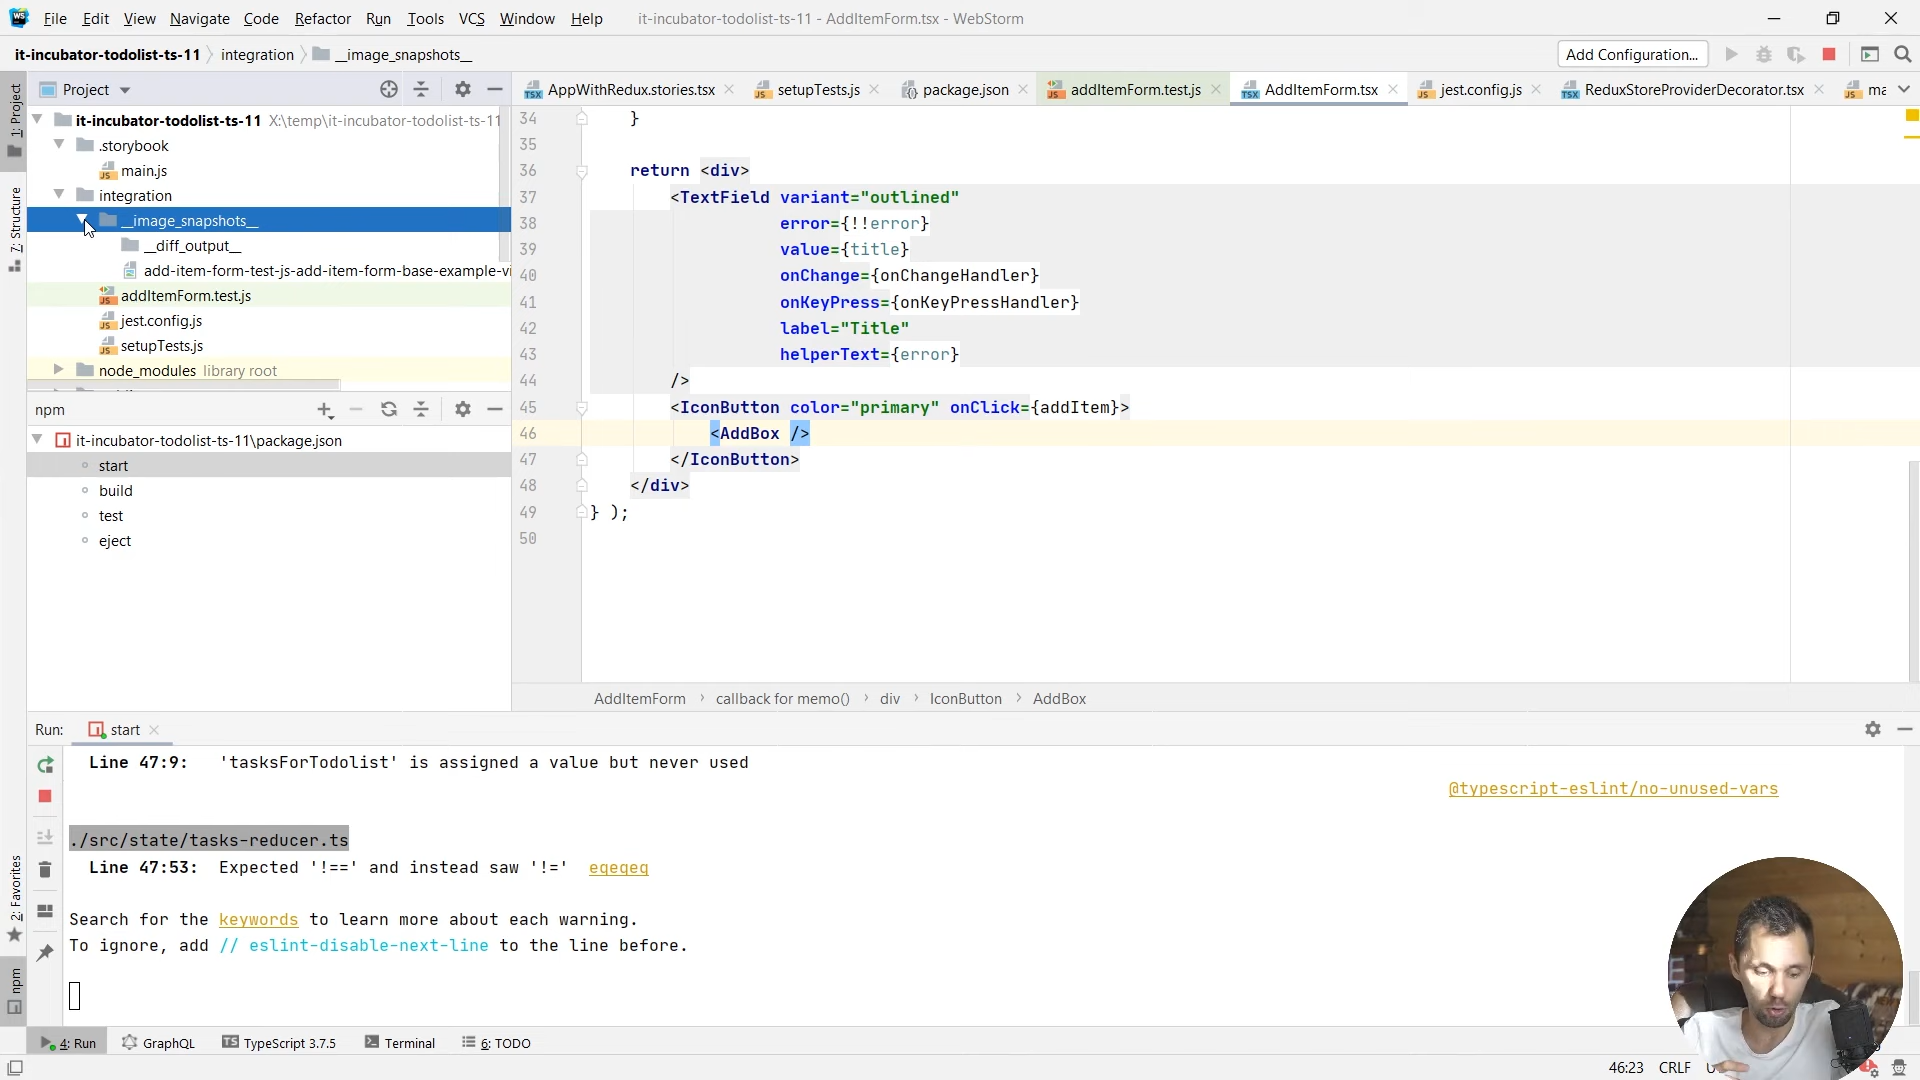 File Edit View Navigate Code Refactor Run Tools VCS Window Help it-incubator-todolist-ts-11 - AddItemForm.tsx - WebStorm
it-incubator-todolist-ts-11 integration __image_snapshots__ Add Configuration...
1: Project
7: Structure
2: Favorites
npm
Project
it-incubator-todolist-ts-11 X:\temp\it-incubator-todolist-ts-11
.storybook
main.js
integration
__image_snapshots__
__diff_output__
add-item-form-test-js-add-item-form-base-example-vi
addItemForm.test.js
jest.config.js
setupTests.js
node_modules library root
npm
it-incubator-todolist-ts-11\package.json
start
build
test
eject
AppWithRedux.stories.tsx setupTests.js package.json addItemForm.test.js AddItemForm.tsx jest.config.js ReduxStoreProviderDecorator.tsx ma
34 }
35
36 return <div>
37 <TextField variant="outlined"
38 error={!!error}
39 value={title}
40 onChange={onChangeHandler}
41 onKeyPress={onKeyPressHandler}
42 label="Title"
43 helperText={error}
44 />
45 <IconButton color="primary" onClick={addItem}>
46 <AddBox />
47 </IconButton>
48 </div>
49 } );
50
AddItemForm callback for memo() div IconButton AddBox
Run: start
Line 47:9: 'tasksForTodolist' is assigned a value but never used
@typescript-eslint/no-unused-vars
./src/state/tasks-reducer.ts
Line 47:53: Expected '!==' and instead saw '!=' eqeqeq
Search for the keywords to learn more about each warning.
To ignore, add // eslint-disable-next-line to the line before.
4: Run GraphQL TypeScript 3.7.5 Terminal 6: TODO
46:23 CRLF